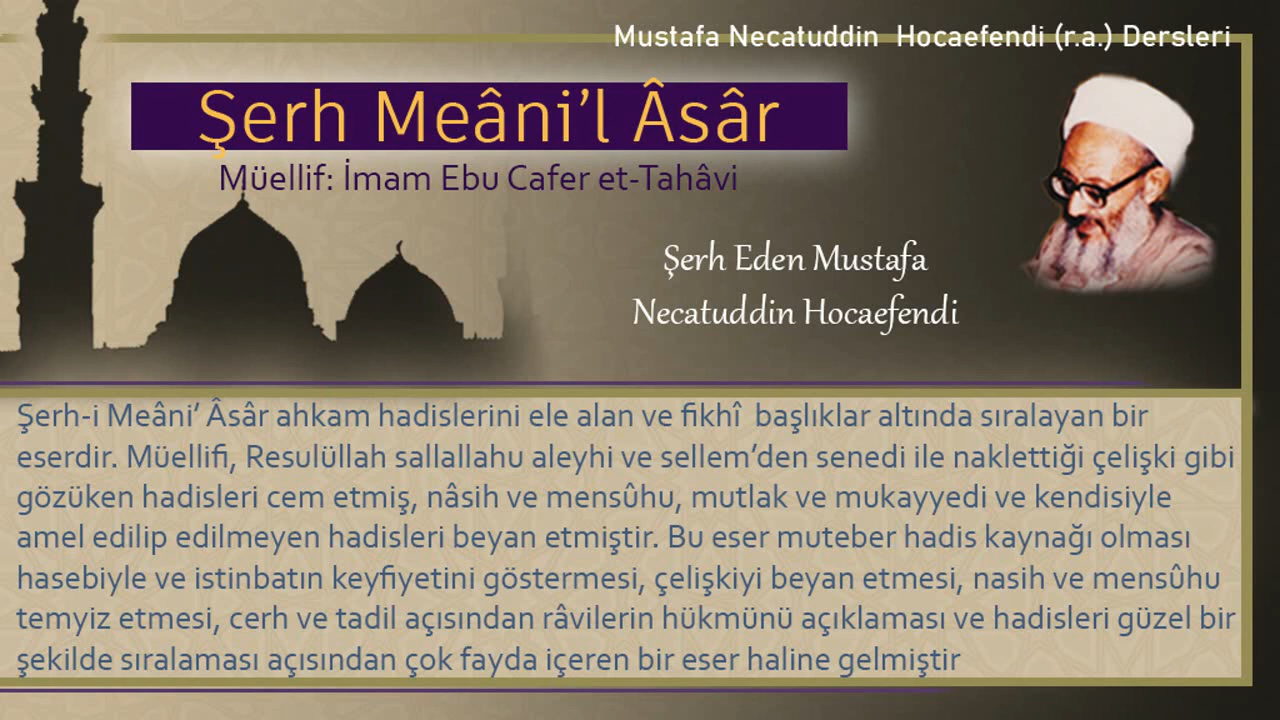 Mustafa Necatuddin Hocaefendi (r.a.) Dersleri
Şerh Meâni’l Âsâr
Müellif: İmam Ebu Cafer et-Tahâvi
Şerh Eden Mustafa
Necatuddin Hocaefendi
Şerh-i Meâni’ Âsâr ahkam hadislerini ele alan ve fikhî başlıklar altında sıralayan bir
eserdir. Müellifi, Resulüllah sallallahu aleyhi ve sellem’den senedi ile naklettiği çelişki gibi
gözüken hadisleri cem etmiş, nâsih ve mensûhu, mutlak ve mukayyedi ve kendisiyle
amel edilip edilmeyen hadisleri beyan etmiştir. Bu eser muteber hadis kaynağı olması
hasebiyle ve istinbatın keyfiyetini göstermesi, çelişkiyi beyan etmesi, nasih ve mensûhu
temyiz etmesi, cerh ve tadil açısından râvilerin hükmünü açıklaması ve hadisleri güzel bir
şekilde sıralaması açısından çok fayda içeren bir eser haline gelmiştir